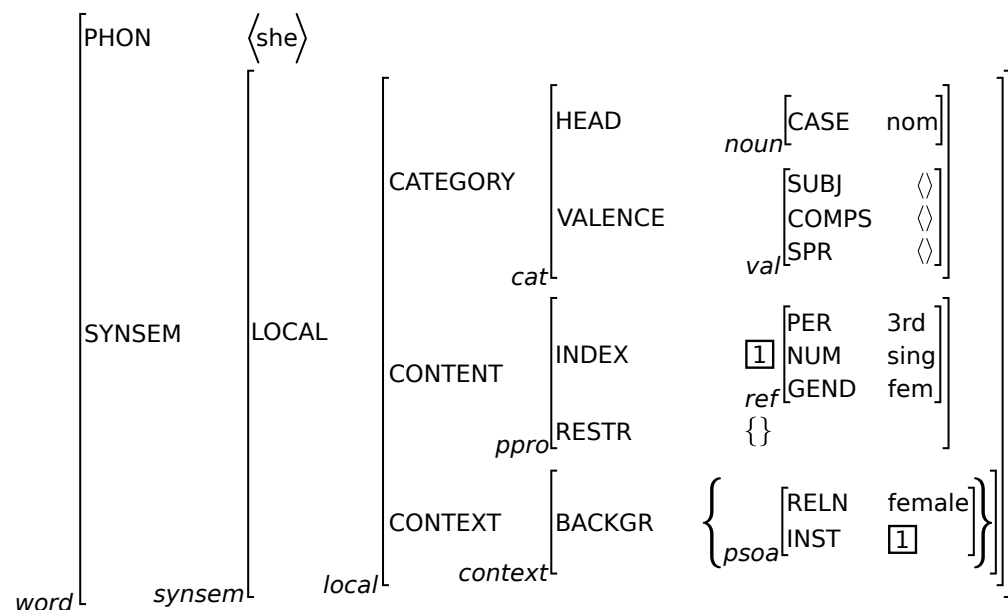 PHON ⟨she⟩
HEAD noun CASE nom
CATEGORY
SUBJ ⟨⟩
VALENCE COMPS ⟨⟩
cat val SPR ⟨⟩
SYNSEM LOCAL
PER 3rd
INDEX 1 NUM sing
CONTENT
ref GEND fem
ppro RESTR {}
RELN female
CONTEXT BACKGR
psoa INST 1
word synsem local context